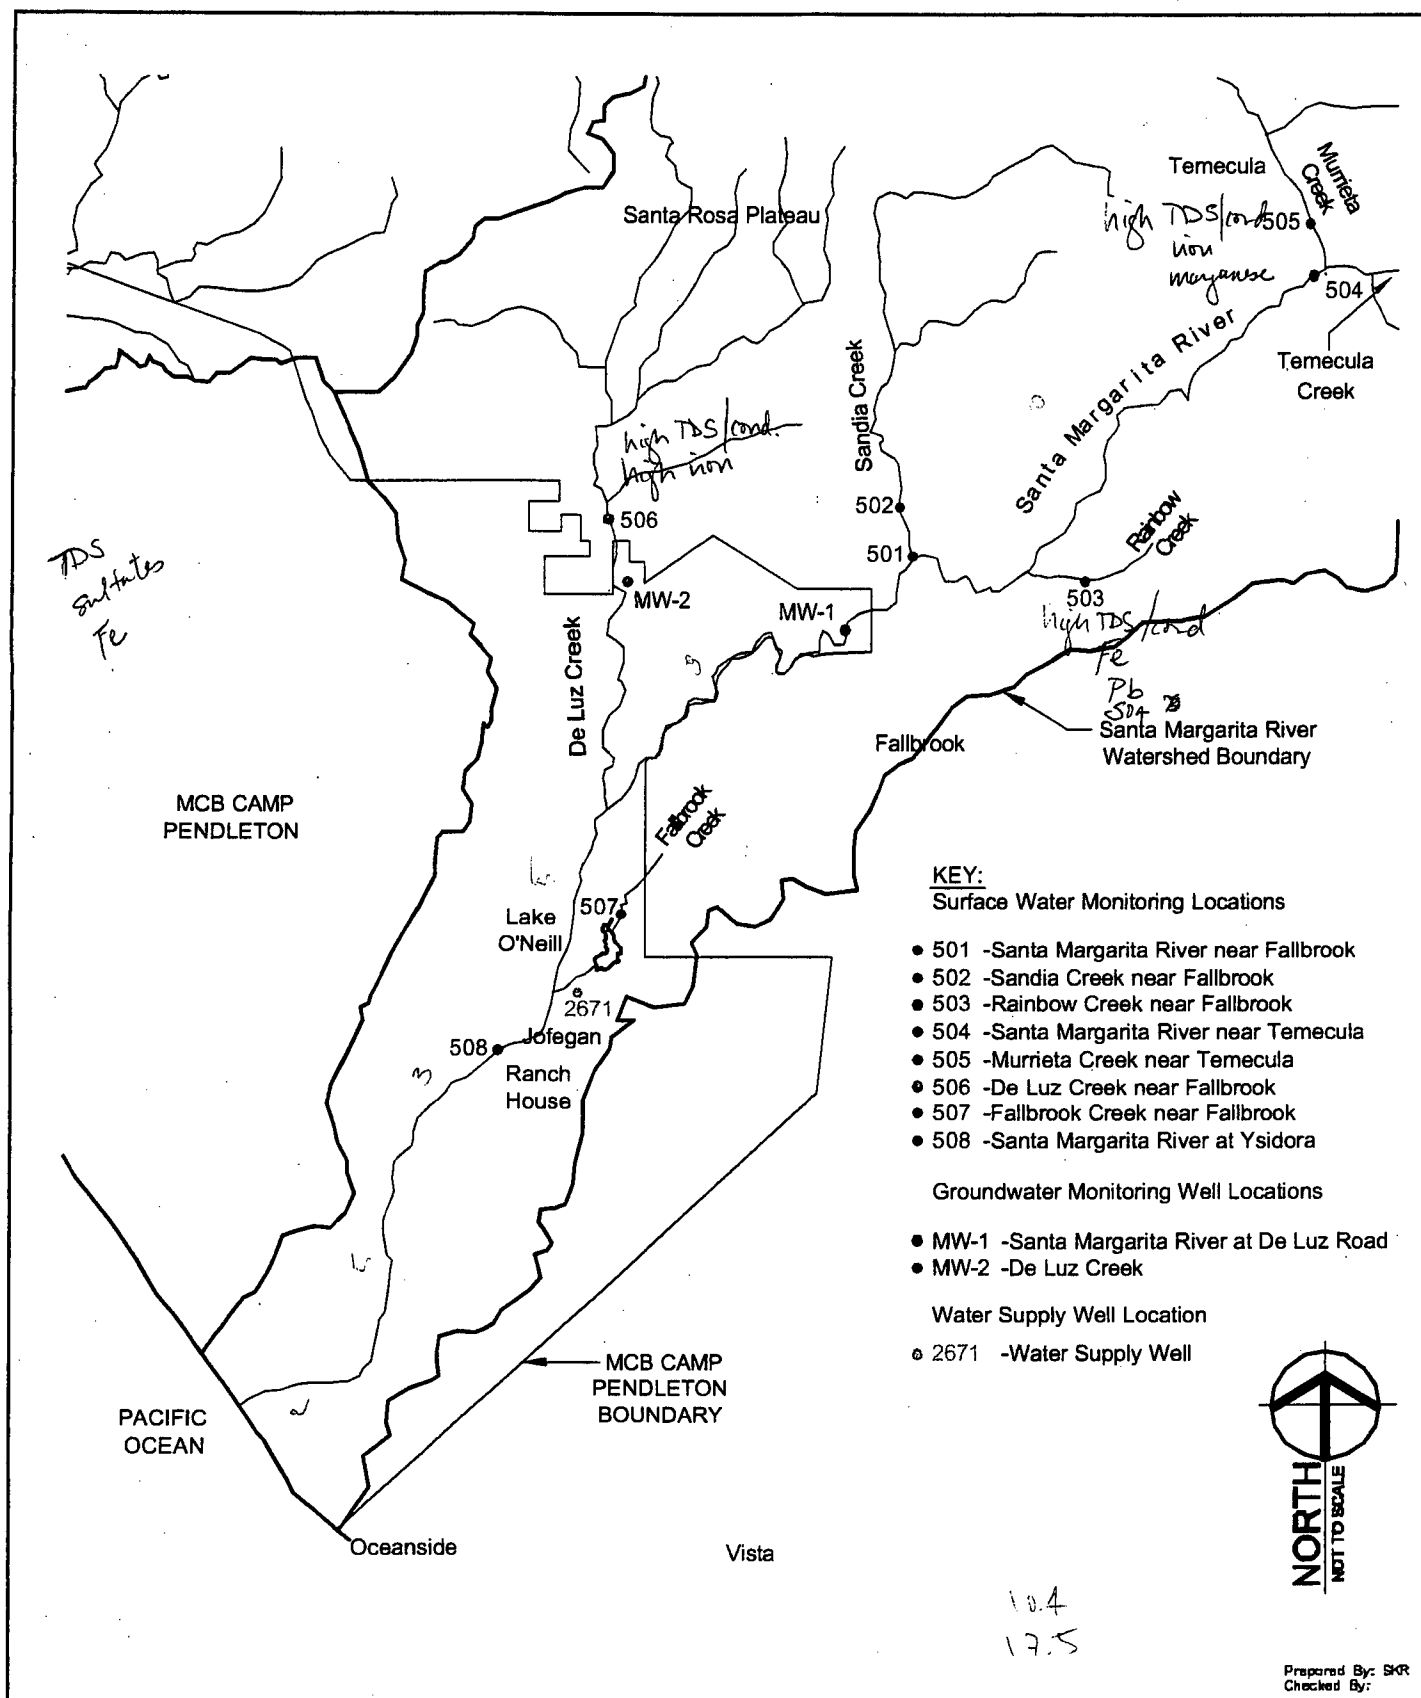 Temecula
Murrieta
Creek
Santa Rosa Plateau
high TDS/cond
iron
manganese
505
504
Santa Margarita River
Temecula
Creek
Sandia Creek
high TDS/cond.
high iron
502
506
501
Rainbow
Creek
TDS
sulfates
Fe
MW-2
MW-1
503
high TDS/cond
Fe
Pb
SO4
De Luz Creek
Santa Margarita River
Watershed Boundary
Fallbrook
MCB CAMP
PENDLETON
Fallbrook
Creek
507
Lake
O'Neill
2671
Jofegan
508
Ranch
House
KEY:
Surface Water Monitoring Locations
501 -Santa Margarita River near Fallbrook
502 -Sandia Creek near Fallbrook
503 -Rainbow Creek near Fallbrook
504 -Santa Margarita River near Temecula
505 -Murrieta Creek near Temecula
506 -De Luz Creek near Fallbrook
507 -Fallbrook Creek near Fallbrook
508 -Santa Margarita River at Ysidora
Groundwater Monitoring Well Locations
MW-1 -Santa Margarita River at De Luz Road
MW-2 -De Luz Creek
Water Supply Well Location
2671 -Water Supply Well
MCB CAMP
PENDLETON
BOUNDARY
PACIFIC
OCEAN
Oceanside
Vista
NORTH
NOT TO SCALE
10.4
17.5
Prepared By: SKR
Checked By: